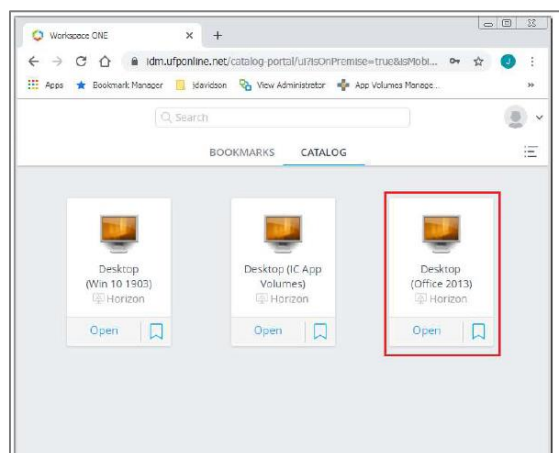 Workspace ONE
idm.ufponline.net/catalog-portal/ui?isOnPremise=true&isMobi...
J
Apps Bookmark Manager jdavidson View Administrator App Volumes Manage... »
Search
BOOKMARKS CATALOG
Desktop
(Win 10 1903)
Horizon
Open
Desktop (IC App
Volumes)
Horizon
Open
Desktop
(Office 2013)
Horizon
Open